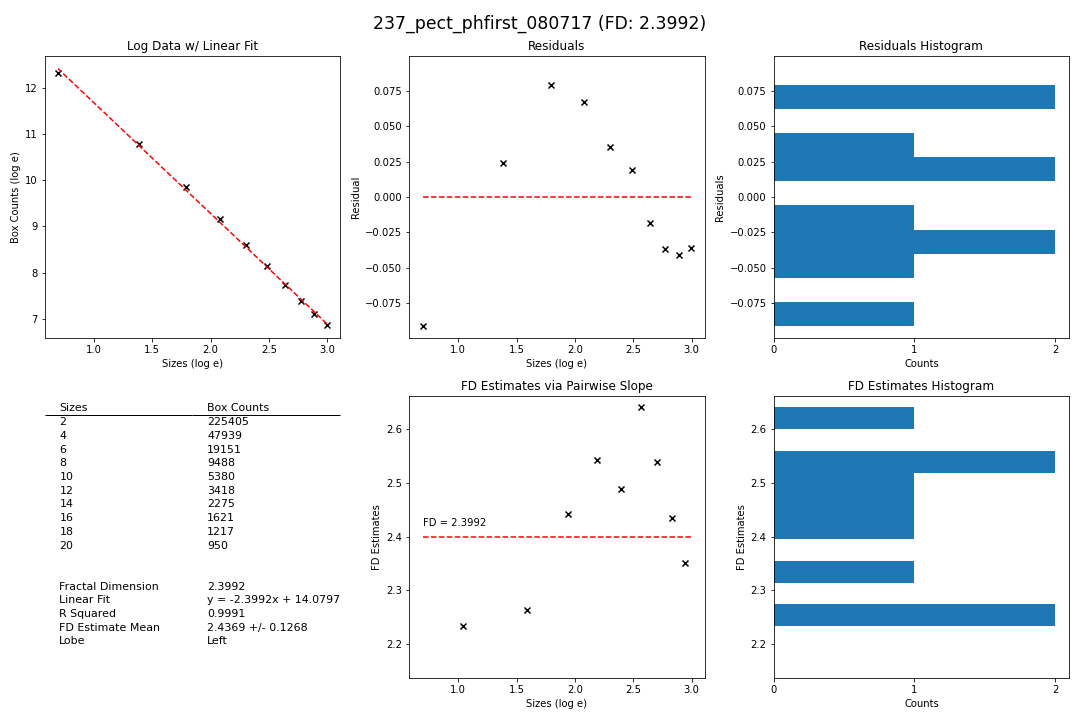 237_pect_phfirst_080717 (FD: 2.3992)
Log Data w/ Linear Fit
12
11
10
9
8
7
Box Counts (log e)
1.0 1.5 2.0 2.5 3.0
Sizes (log e)
Residuals
0.075
0.050
0.025
0.000
−0.025
−0.050
−0.075
Residual
1.0 1.5 2.0 2.5 3.0
Sizes (log e)
Residuals Histogram
0.075
0.050
0.025
0.000
−0.025
−0.050
−0.075
Residuals
0 1 2
Counts
Sizes Box Counts
2 225405
4 47939
6 19151
8 9488
10 5380
12 3418
14 2275
16 1621
18 1217
20 950
Fractal Dimension 2.3992
Linear Fit y = -2.3992x + 14.0797
R Squared 0.9991
FD Estimate Mean 2.4369 +/- 0.1268
Lobe Left
FD Estimates via Pairwise Slope
2.6
2.5
2.4
2.3
2.2
FD Estimates
FD = 2.3992
1.0 1.5 2.0 2.5 3.0
Sizes (log e)
FD Estimates Histogram
2.6
2.5
2.4
2.3
2.2
FD Estimates
0 1 2
Counts